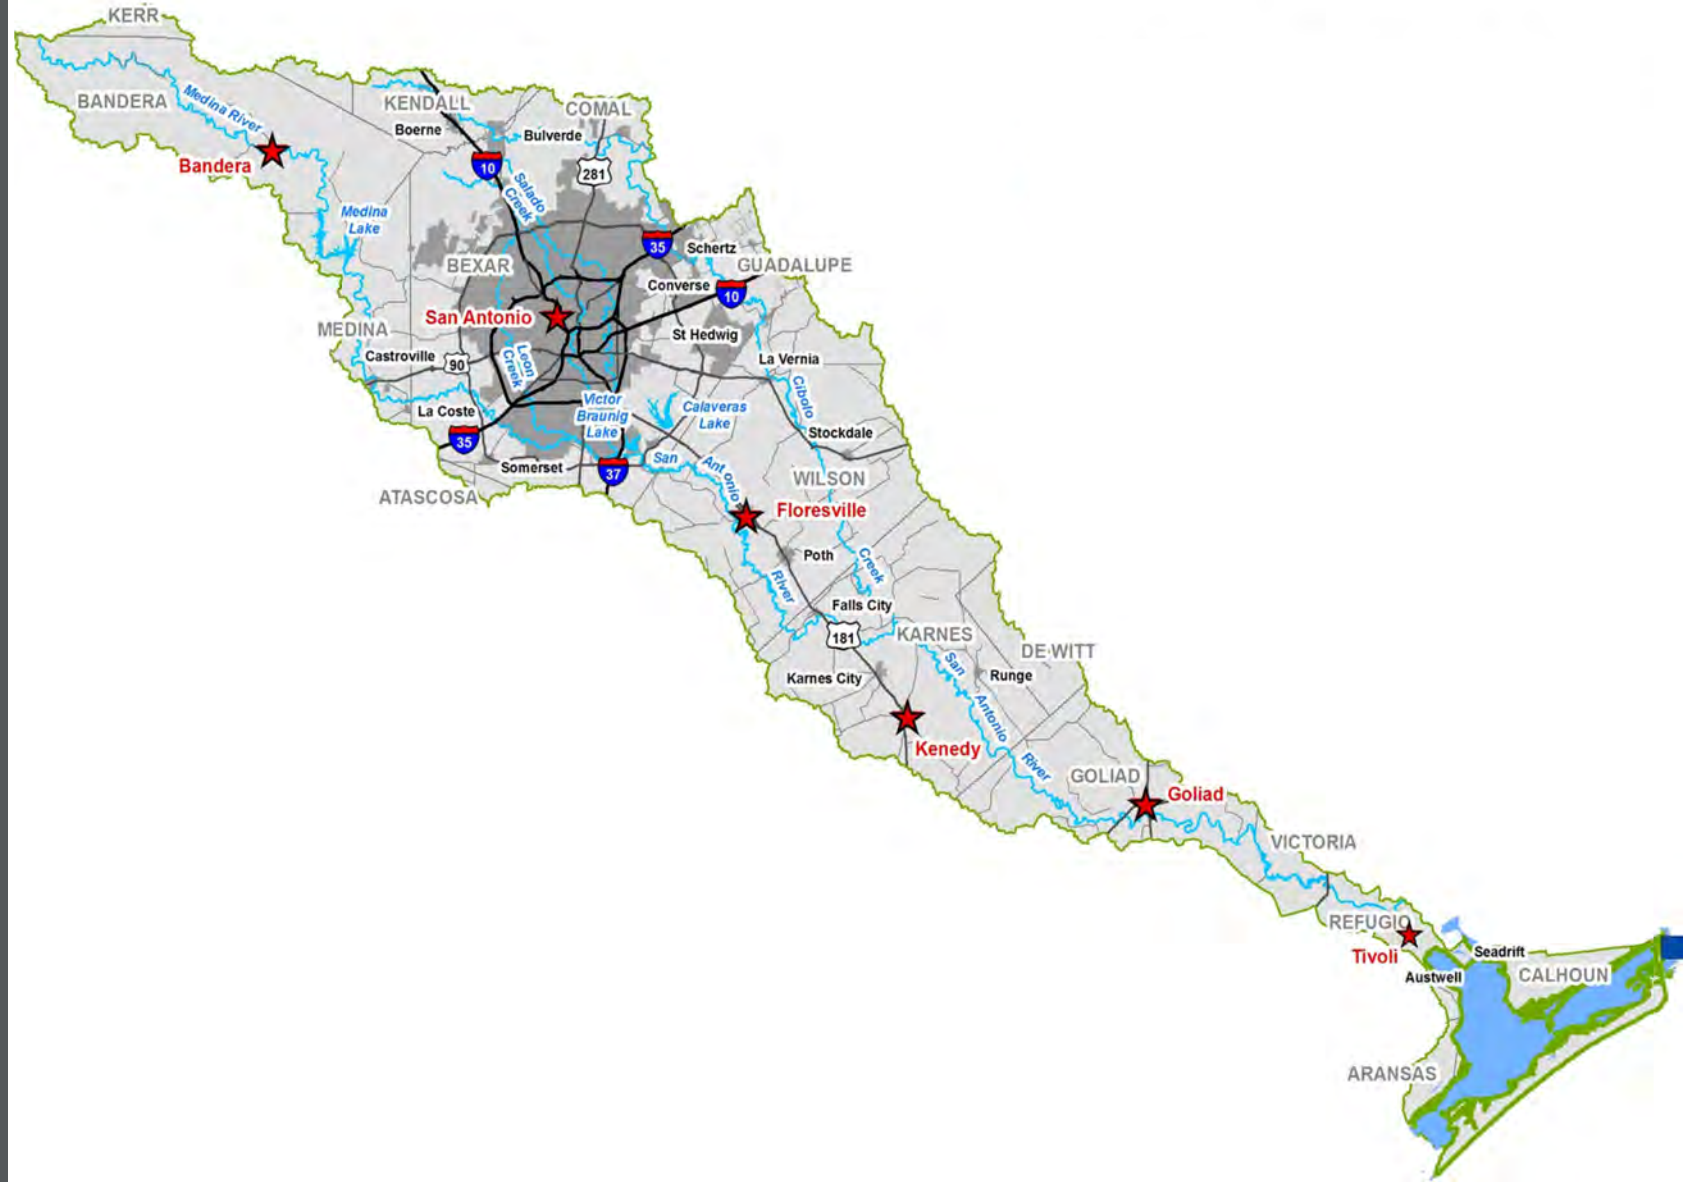 KERR
BANDERA
Medina River
KENDALL
COMAL
Boerne
Bulverde
Bandera
10
281
Salado
Creek
Medina
Lake
35
Schertz
BEXAR
GUADALUPE
Converse
10
San Antonio
MEDINA
St Hedwig
Castroville
90
Leon
Creek
La Vernia
Cibolo
Victor
Braunig
Lake
Calaveras
Lake
La Coste
35
Stockdale
Somerset
37
San
Antonio
WILSON
ATASCOSA
Floresville
Poth
Creek
River
Falls City
181
KARNES
San
DE WITT
Karnes City
Runge
Antonio
Kenedy
River
GOLIAD
Goliad
VICTORIA
REFUGIO
Tivoli
Seadrift
Austwell
CALHOUN
ARANSAS